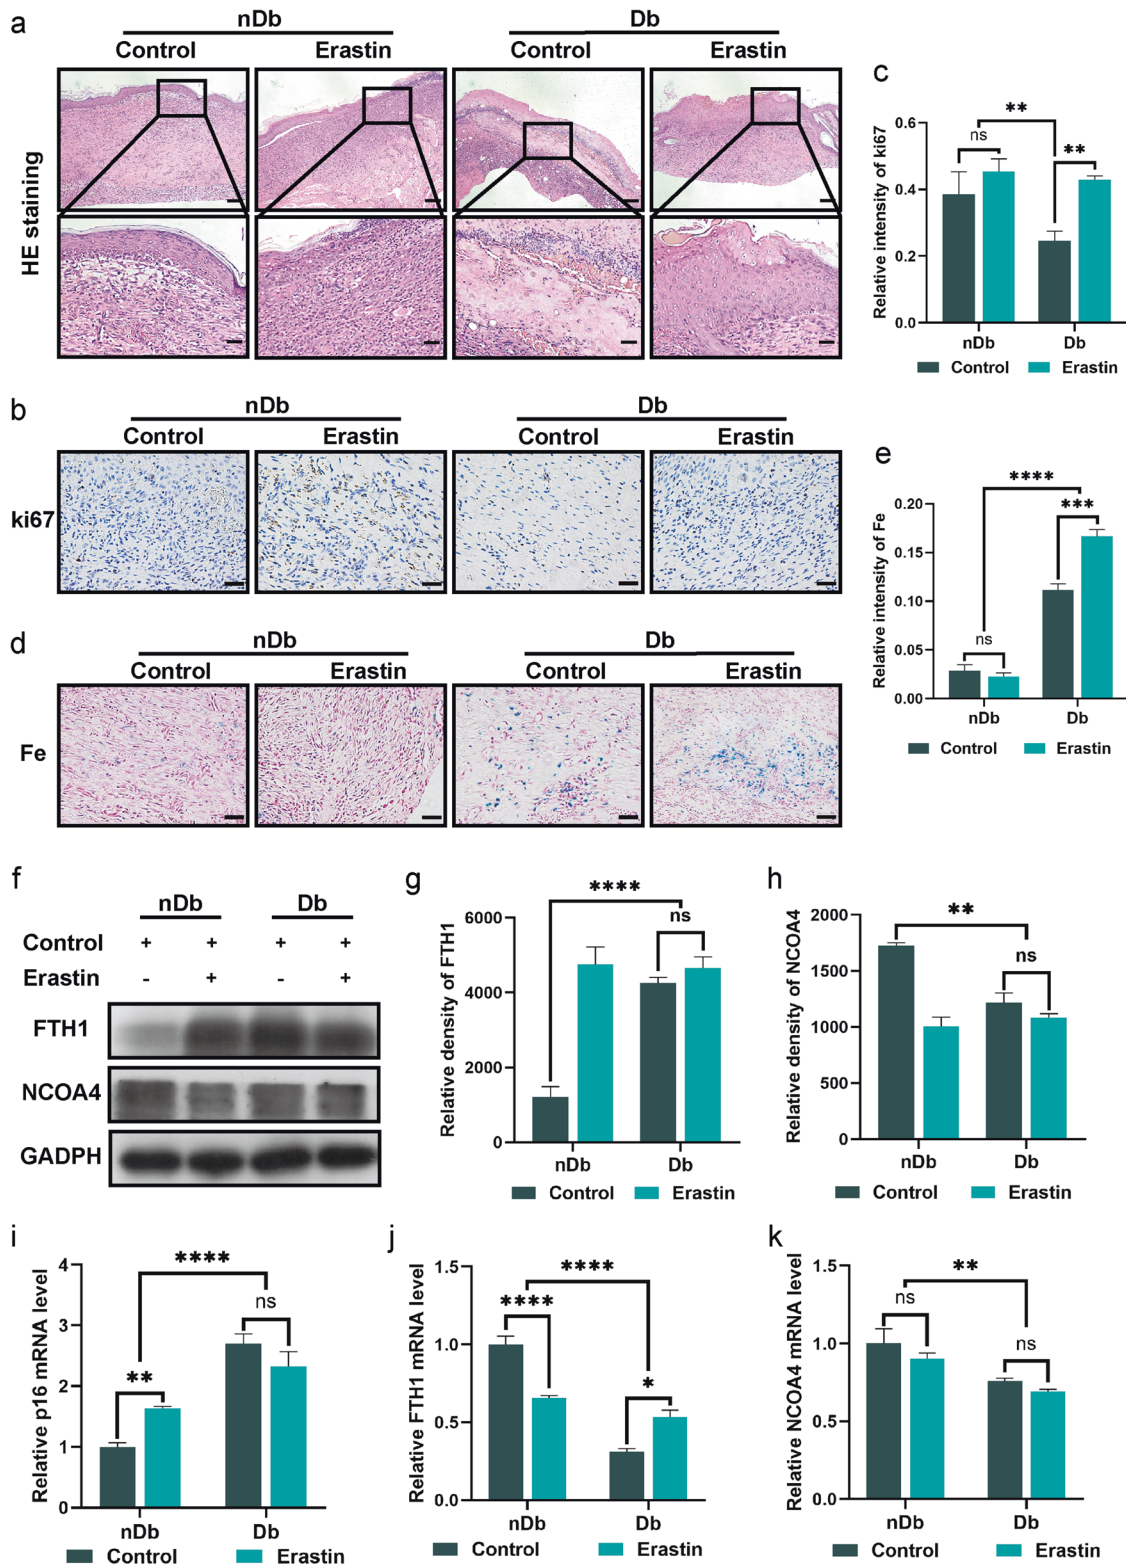 a
nDb
Db
Control
Erastin
Control
Erastin
HE staining
c
Relative intensity of ki67
0.6
0.4
0.2
0.0
ns
**
**
nDb
Db
Control
Erastin
b
nDb
Db
Control
Erastin
Control
Erastin
ki67
e
Relative intensity of Fe
0.20
0.15
0.10
0.05
0.00
ns
****
***
nDb
Db
Control
Erastin
d
nDb
Db
Control
Erastin
Control
Erastin
Fe
f
nDb
Db
Control + + + +
Erastin - + - +
FTH1
NCOA4
GADPH
g
Relative density of FTH1
6000
4000
2000
0
****
ns
nDb
Db
Control
Erastin
h
Relative density of NCOA4
2000
1500
1000
500
0
**
ns
nDb
Db
Control
Erastin
i
Relative p16 mRNA level
4
3
2
1
0
****
**
ns
nDb
Db
Control
Erastin
j
Relative FTH1 mRNA level
1.5
1.0
0.5
0.0
****
****
*
nDb
Db
Control
Erastin
k
Relative NCOA4 mRNA level
1.5
1.0
0.5
0.0
**
ns
ns
nDb
Db
Control
Erastin